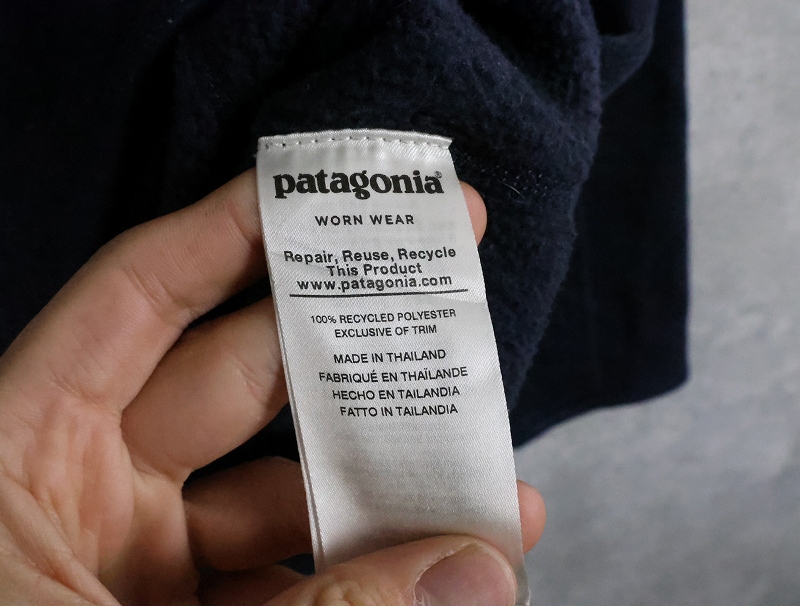 patagonia®
WORN WEAR
Repair, Reuse, Recycle
This Product
www.patagonia.com
100% RECYCLED POLYESTER
EXCLUSIVE OF TRIM
MADE IN THAILAND
FABRIQUÉ EN THAÏLANDE
HECHO EN TAILANDIA
FATTO IN TAILANDIA